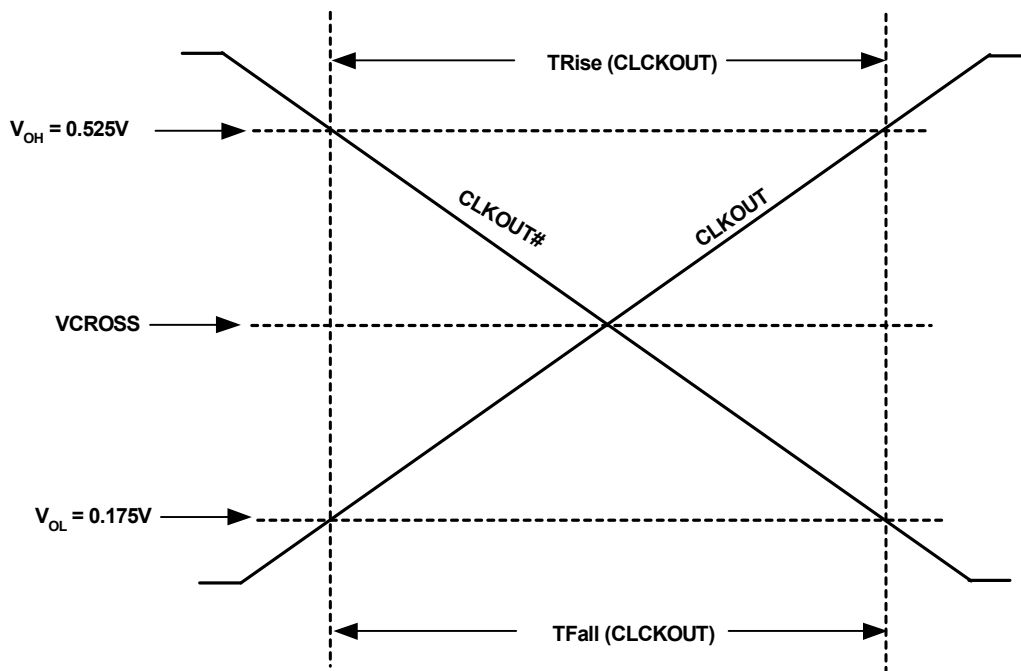 TRise (CLCKOUT)
VOH = 0.525V
CLKOUT#
CLKOUT
VCROSS
VOL = 0.175V
TFall (CLCKOUT)